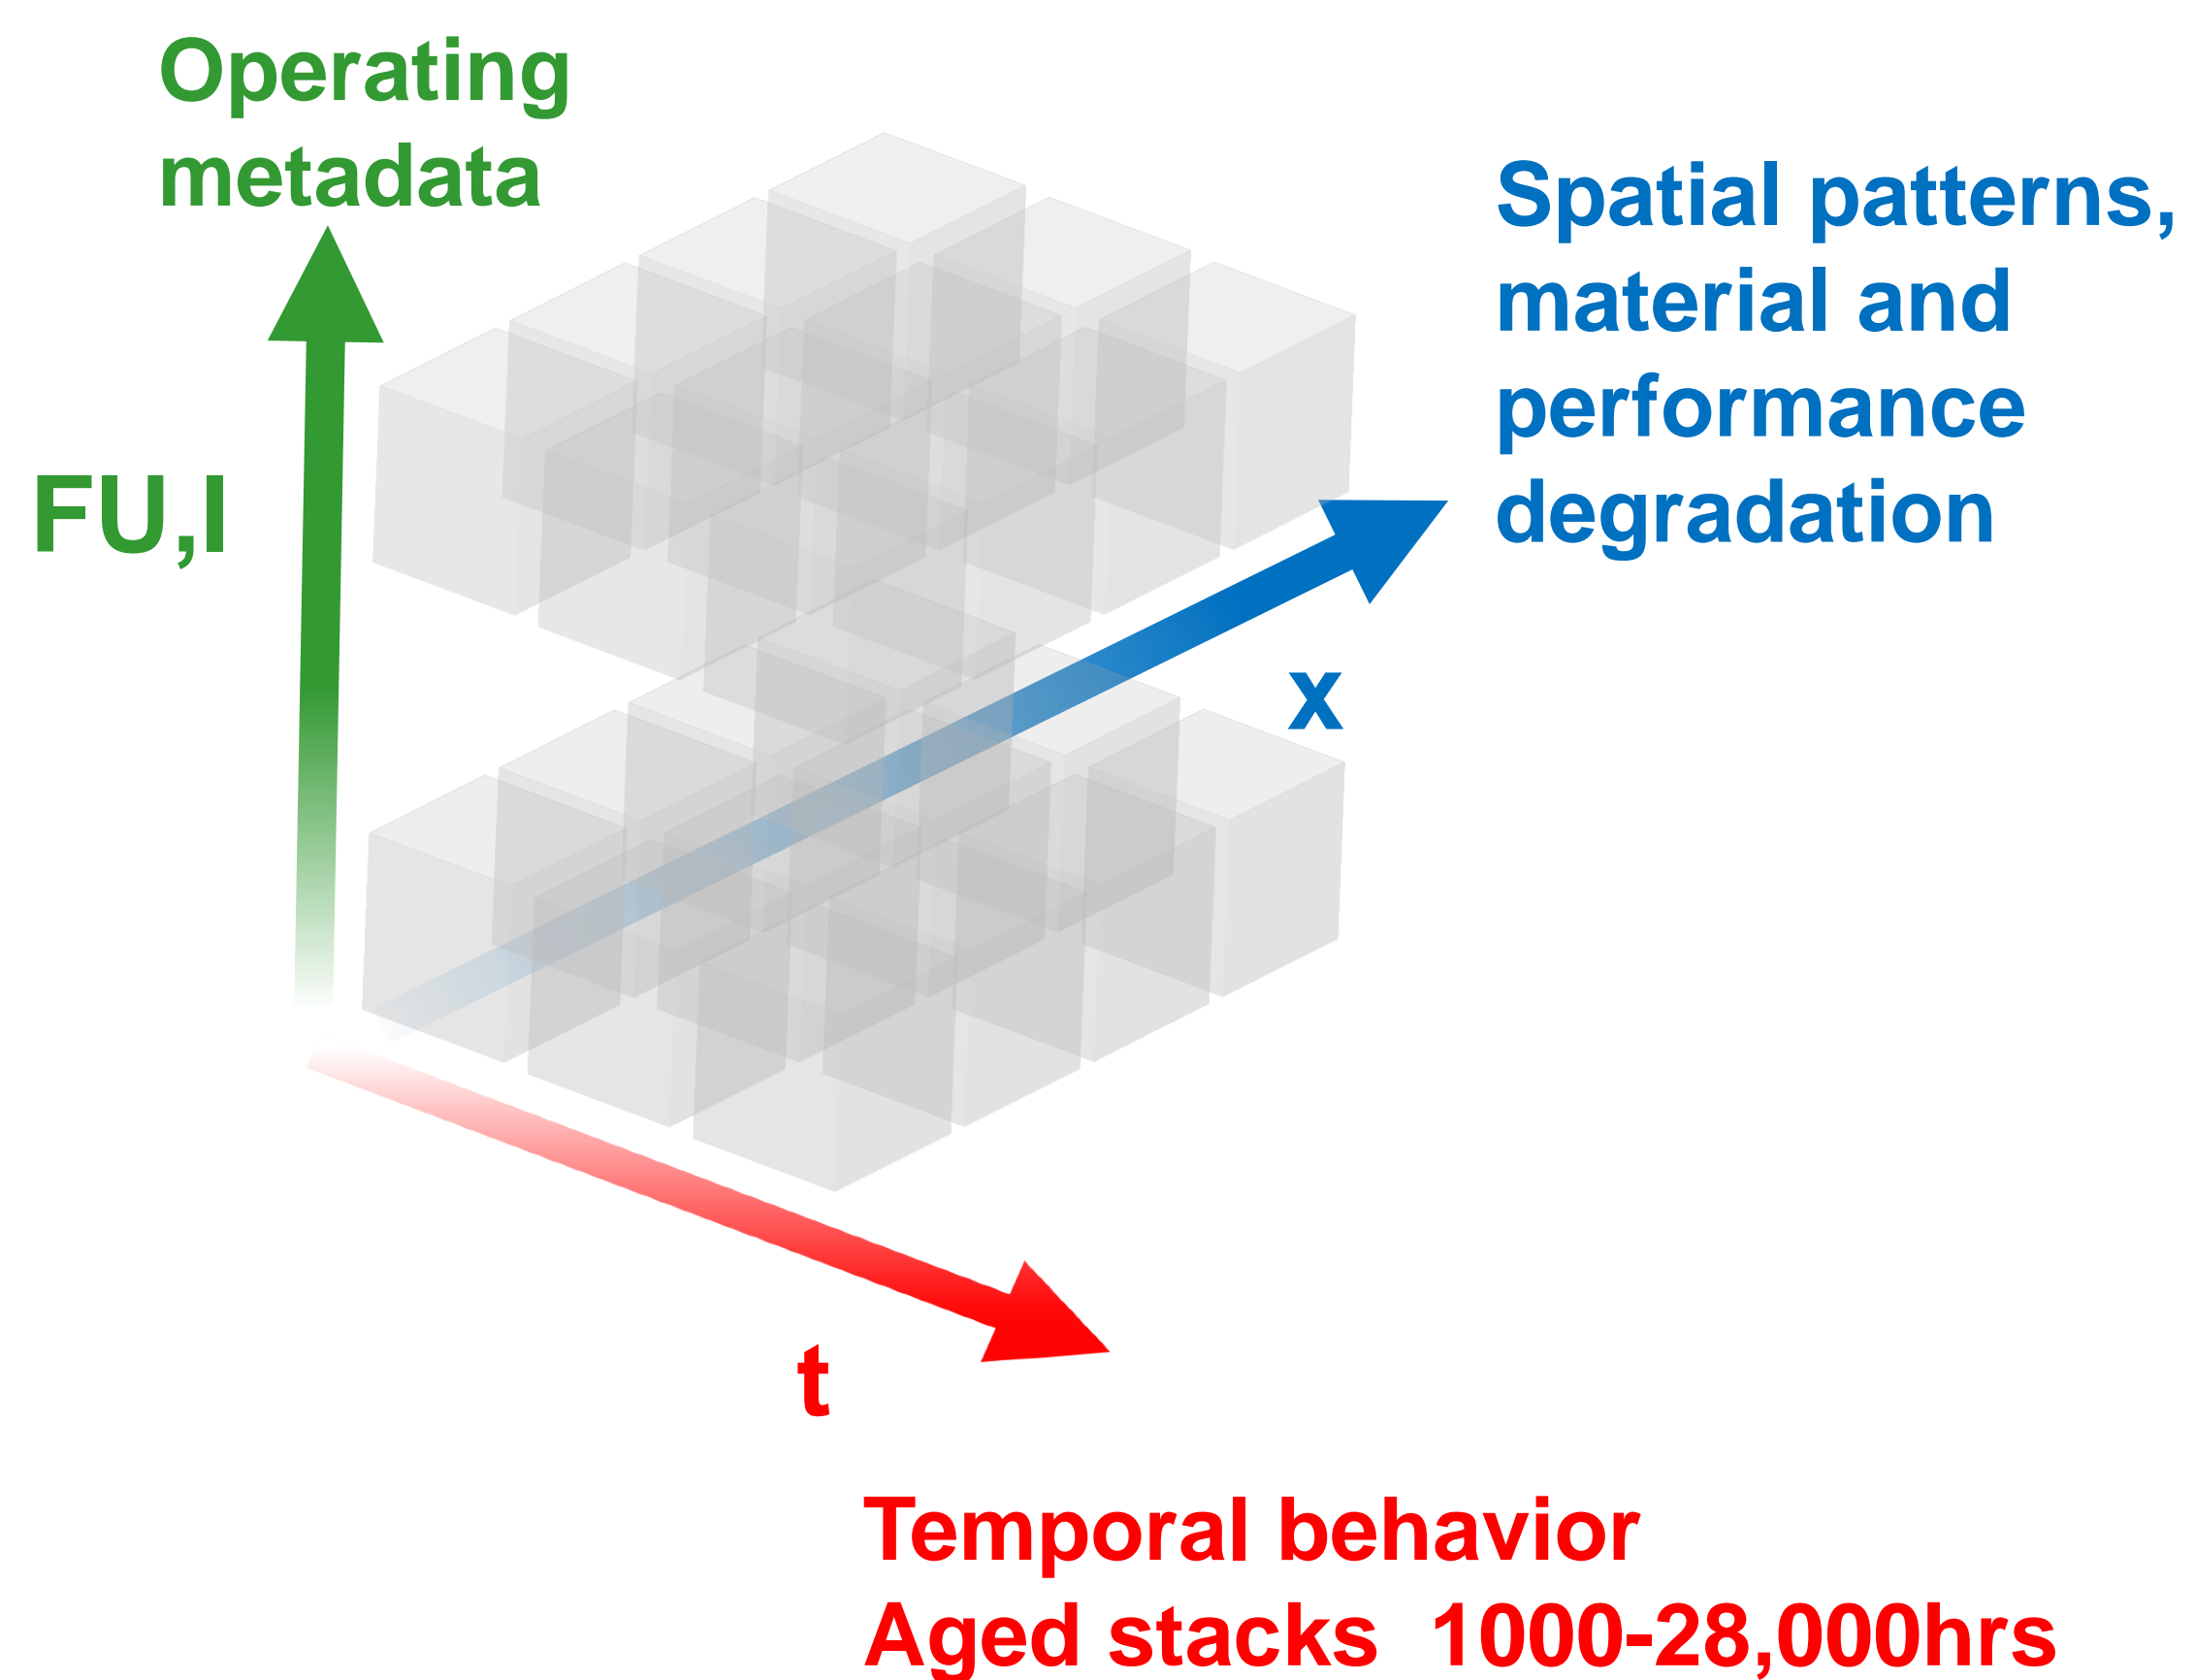 Operating
metadata
Spatial patterns,
material and
performance
degradation
FU,I
x
t
Temporal behavior
Aged stacks  1000-28,000hrs